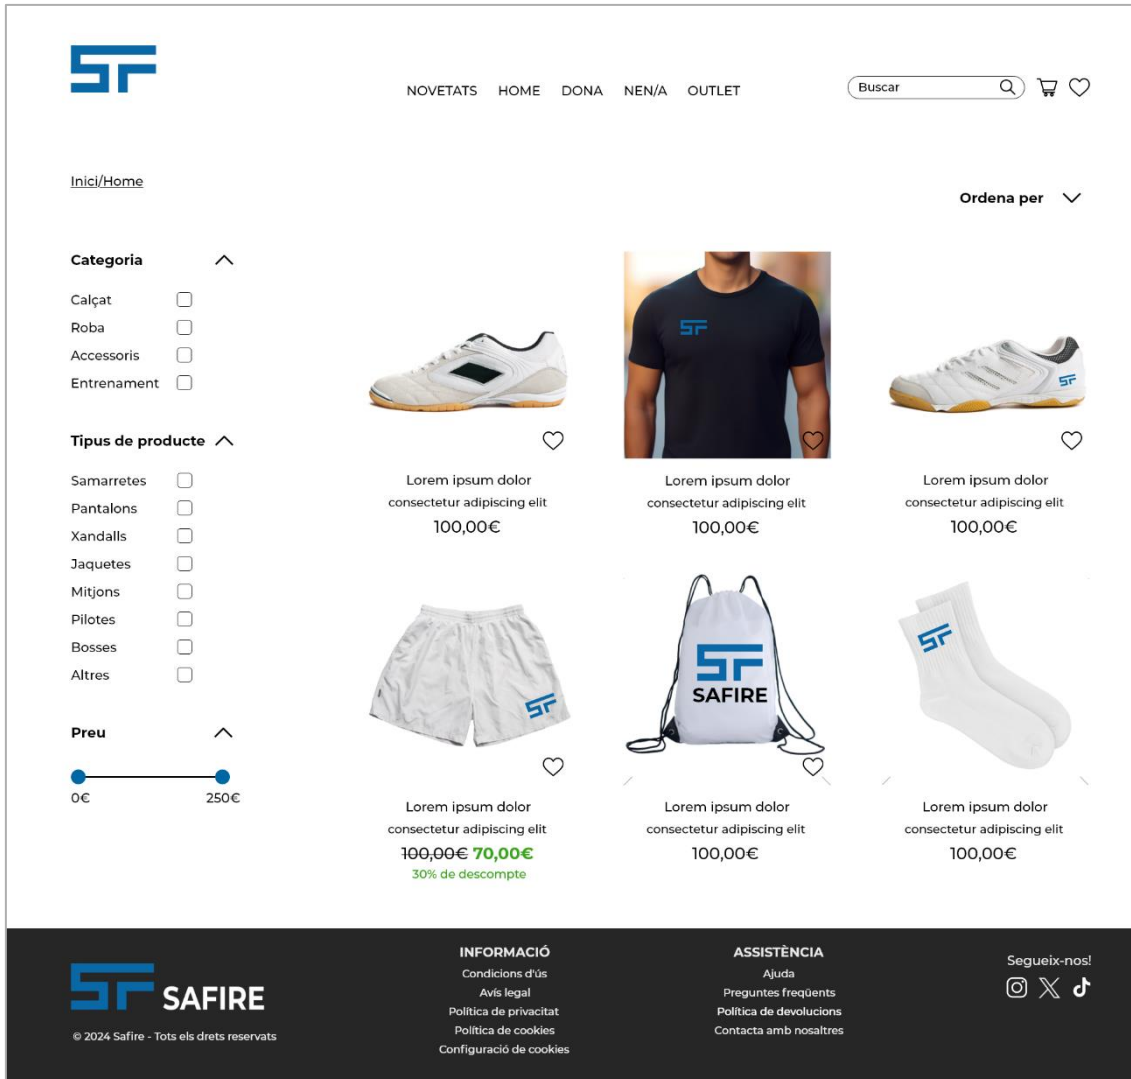 SF
NOVETATS HOME DONA NEN/A OUTLET
Buscar
Inici/Home
Ordena per
Categoria
Calçat
Roba
Accessoris
Entrenament
Tipus de producte
Samarretes
Pantalons
Xandalls
Jaquetes
Mitjons
Pilotes
Bosses
Altres
Preu
0€ 250€
Lorem ipsum dolor
consectetur adipiscing elit
100,00€
SF
Lorem ipsum dolor
consectetur adipiscing elit
100,00€
SF
Lorem ipsum dolor
consectetur adipiscing elit
100,00€
SF
Lorem ipsum dolor
consectetur adipiscing elit
100,00€ 70,00€
30% de descompte
SF
SAFIRE
Lorem ipsum dolor
consectetur adipiscing elit
100,00€
SF
Lorem ipsum dolor
consectetur adipiscing elit
100,00€
SF SAFIRE
© 2024 Safire - Tots els drets reservats
INFORMACIÓ
Condicions d'ús
Avís legal
Política de privacitat
Política de cookies
Configuració de cookies
ASSISTÈNCIA
Ajuda
Preguntes freqüents
Política de devolucions
Contacta amb nosaltres
Segueix-nos!